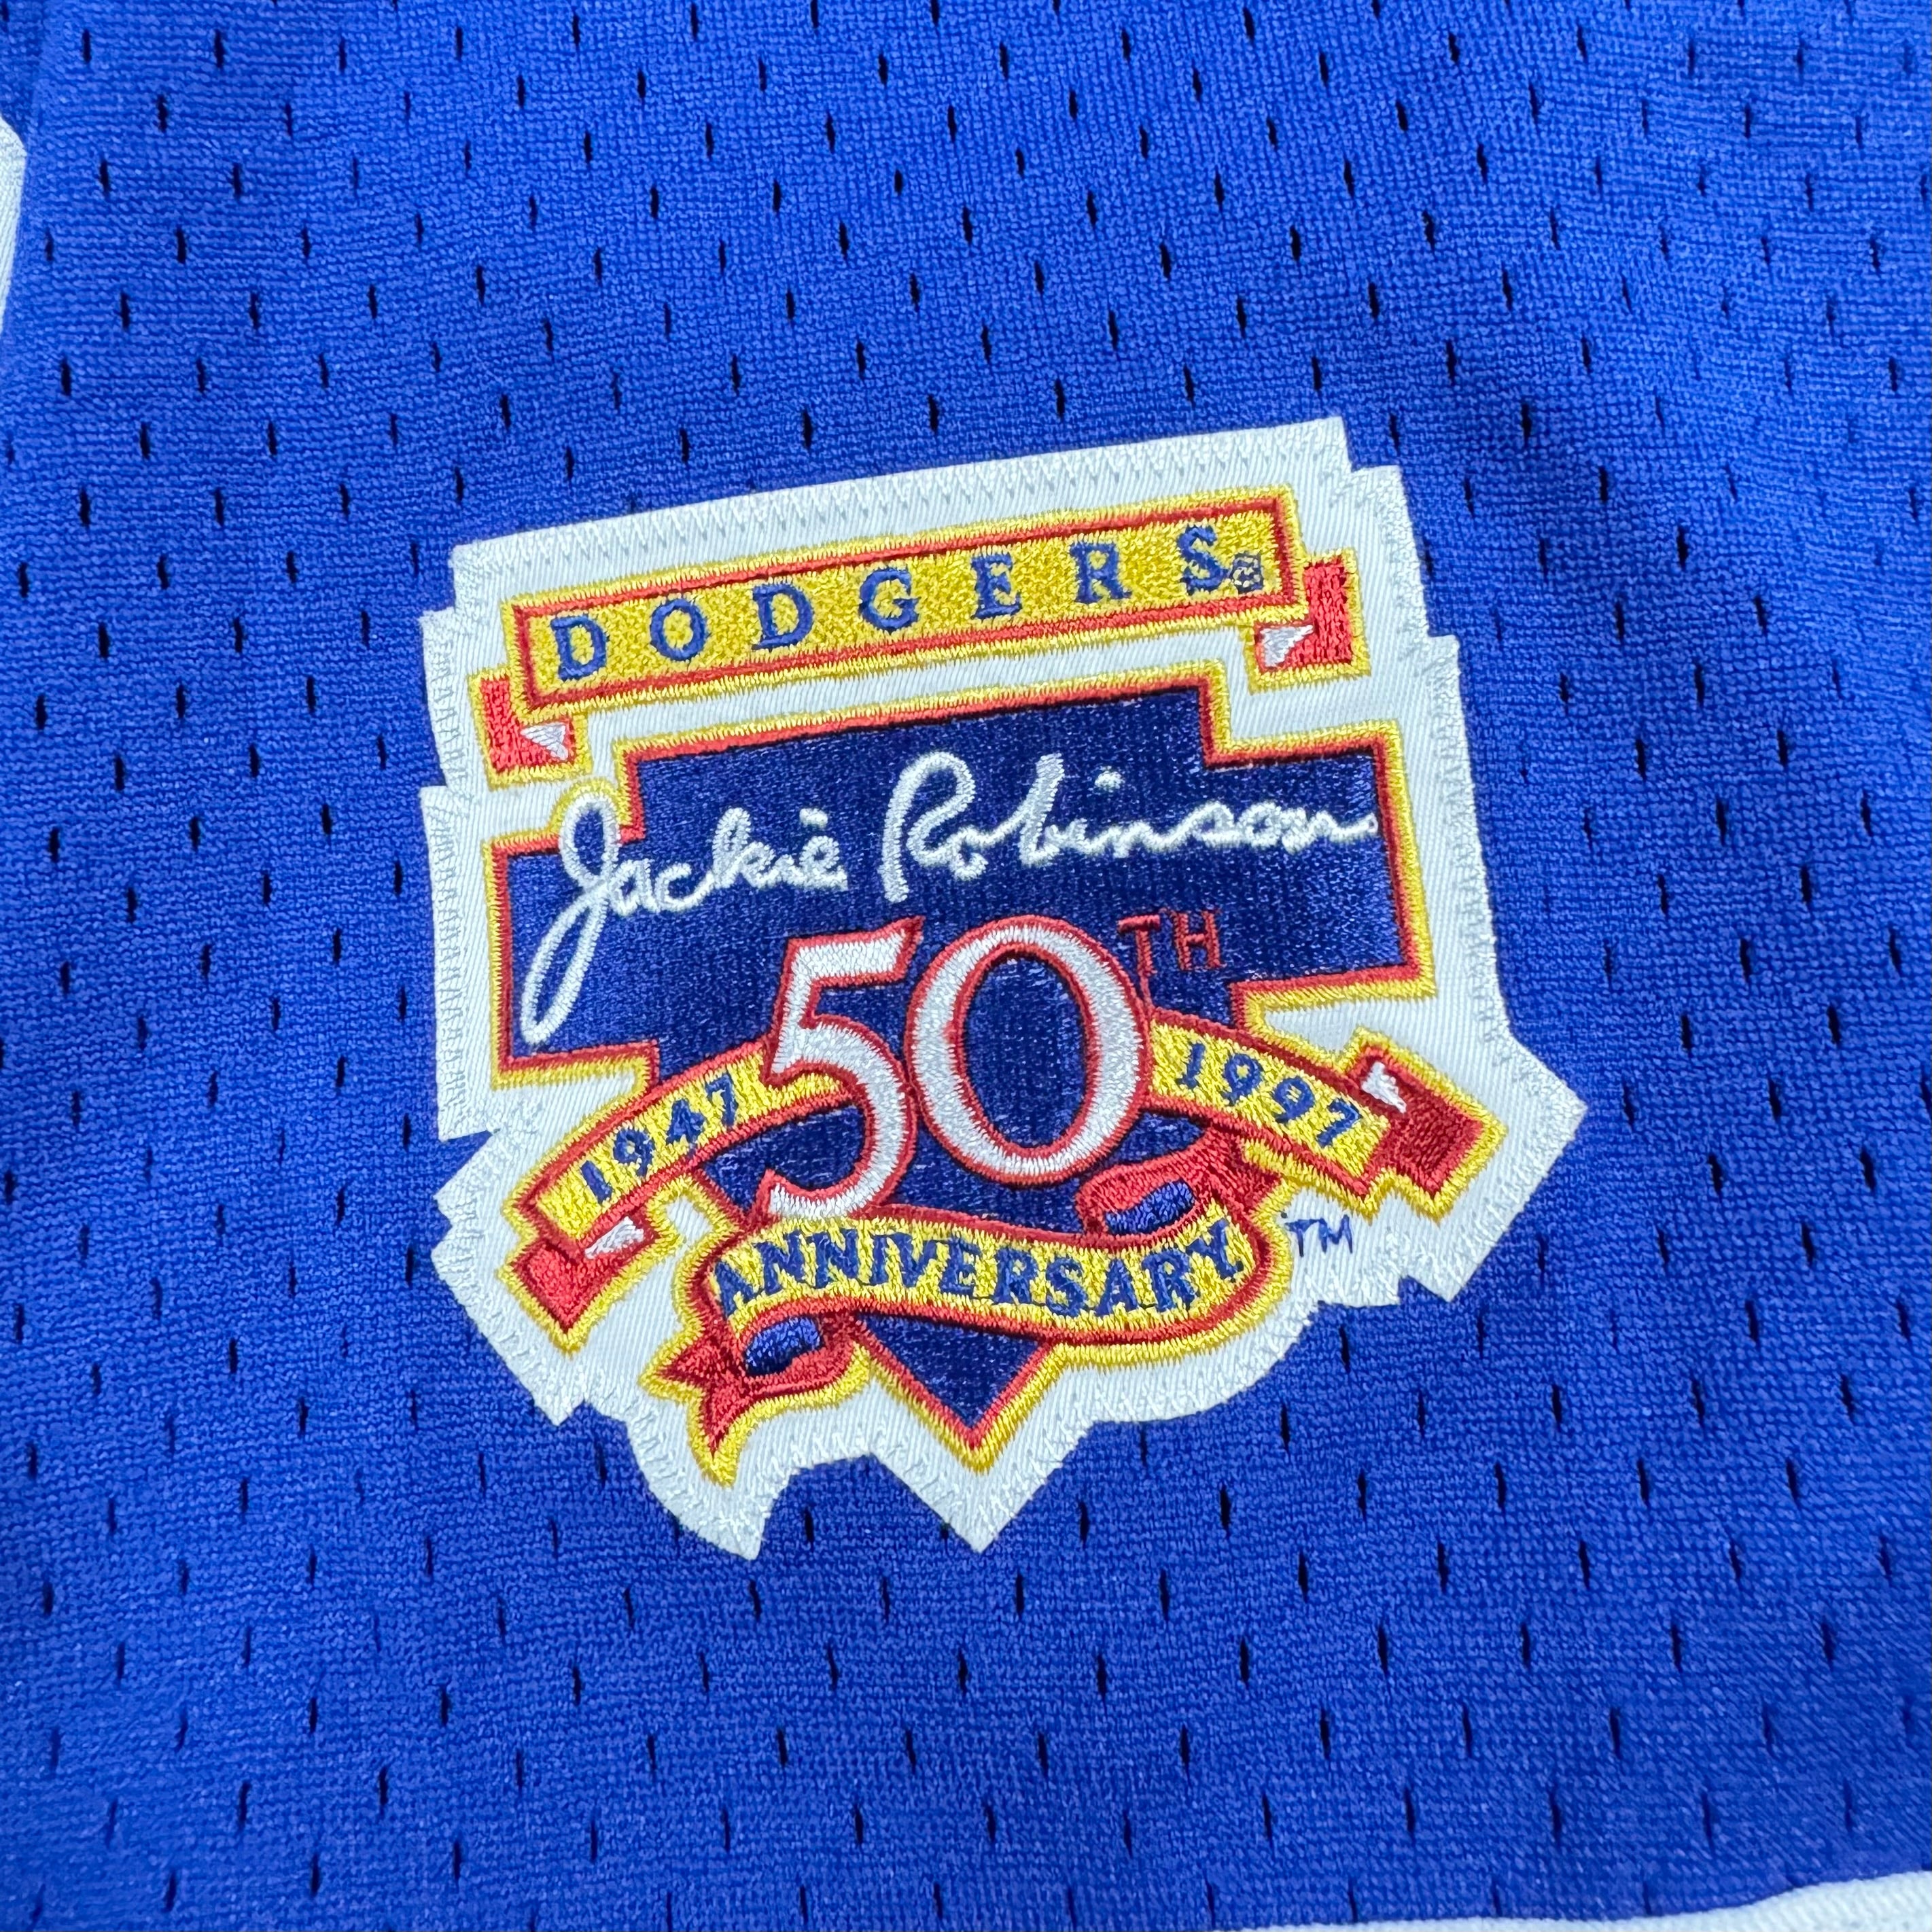 DODGERS
Jackie Robinson
50TH
1947 1997
ANNIVERSARY ™